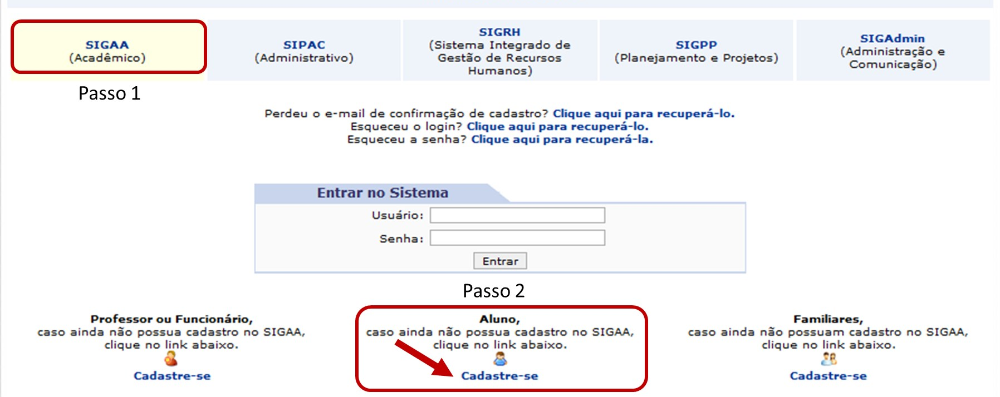 SIGAA
(Acadêmico)
SIPAC
(Administrativo)
SIGRH
(Sistema Integrado de
Gestão de Recursos
Humanos)
SIGPP
(Planejamento e Projetos)
SIGAdmin
(Administração e
Comunicação)
Passo 1
Perdeu o e-mail de confirmação de cadastro? Clique aqui para recuperá-lo.
Esqueceu o login? Clique aqui para recuperá-lo.
Esqueceu a senha? Clique aqui para recuperá-la.
Entrar no Sistema
Usuário:
Senha:
Entrar
Passo 2
Professor ou Funcionário,
caso ainda não possua cadastro no SIGAA,
clique no link abaixo.
Cadastre-se
Aluno,
caso ainda não possua cadastro no SIGAA,
clique no link abaixo.
Cadastre-se
Familiares,
caso ainda não possuam cadastro no SIGAA,
clique no link abaixo.
Cadastre-se